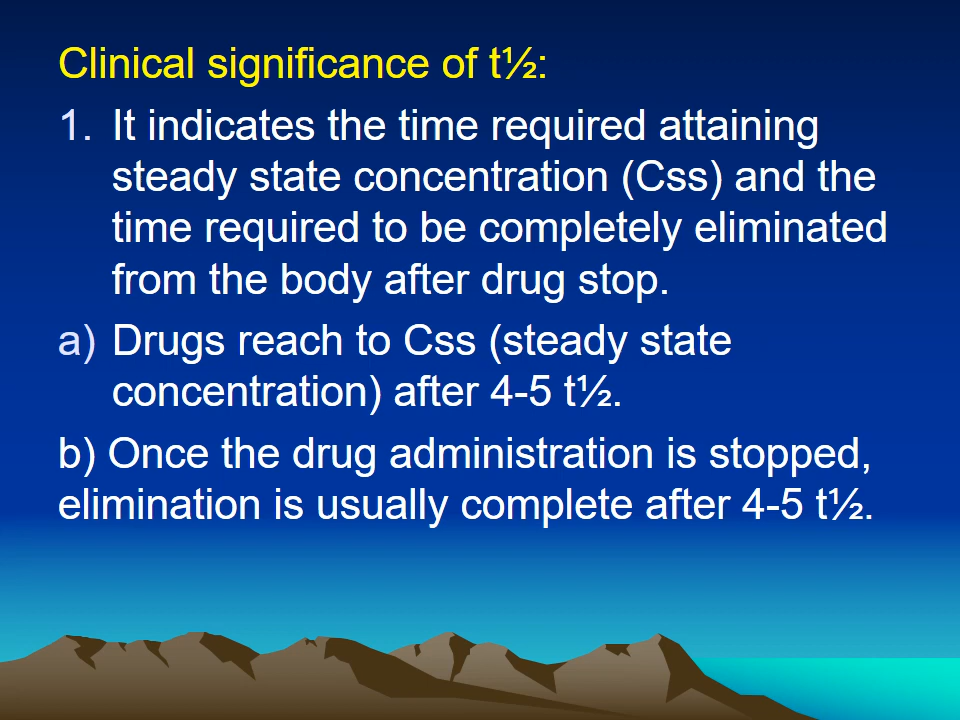 Clinical significance of t½:
1. It indicates the time required attaining
steady state concentration (Css) and the
time required to be completely eliminated
from the body after drug stop.
a) Drugs reach to Css (steady state
concentration) after 4-5 t½.
b) Once the drug administration is stopped,
elimination is usually complete after 4-5 t½.